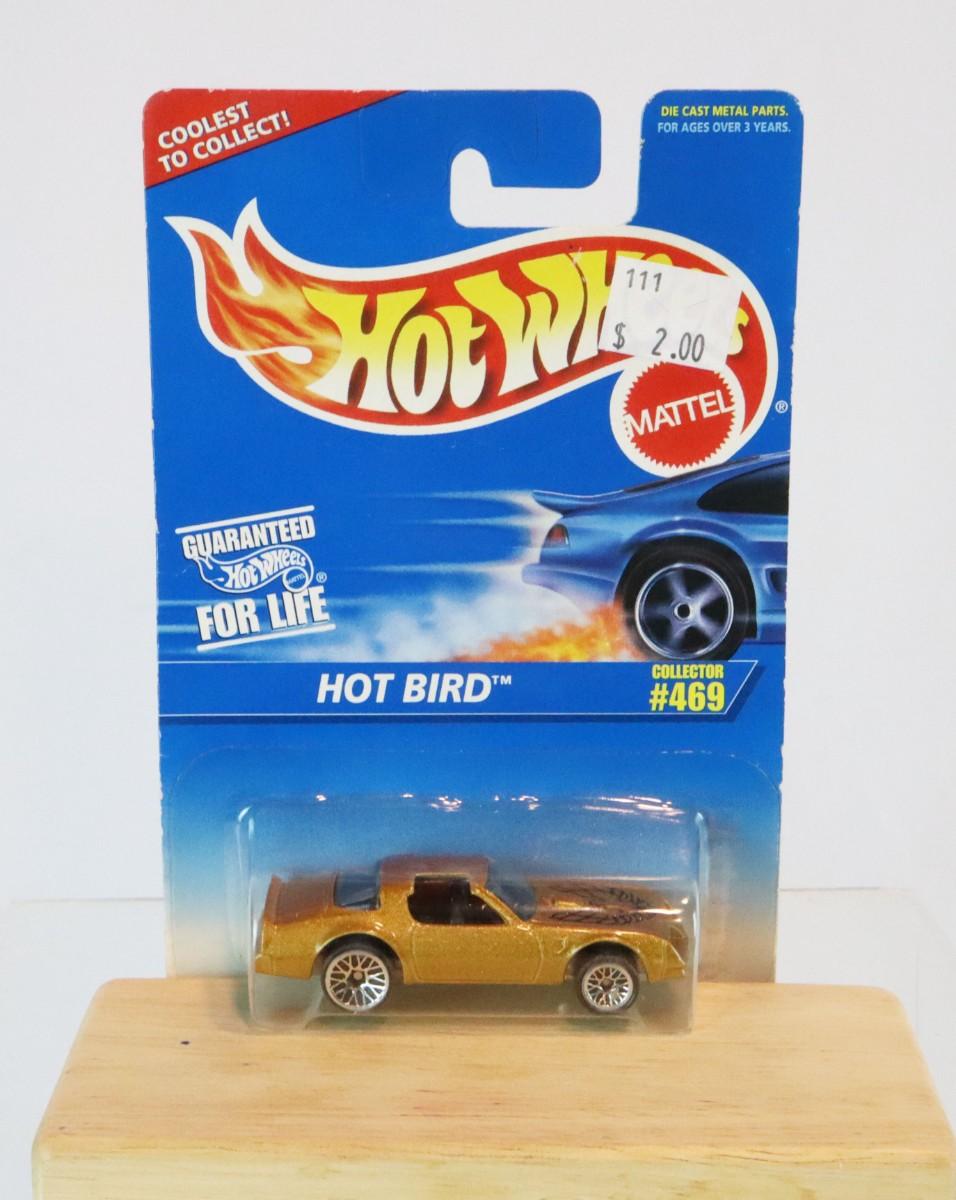 COOLEST
TO COLLECT!
DIE CAST METAL PARTS.
FOR AGES OVER 3 YEARS.
HOT WHEELS
111
$ 2.00
MATTEL
®
GUARANTEED
HOT WHEELS
MATTEL
®
FOR LIFE
HOT BIRD™
COLLECTOR
#469